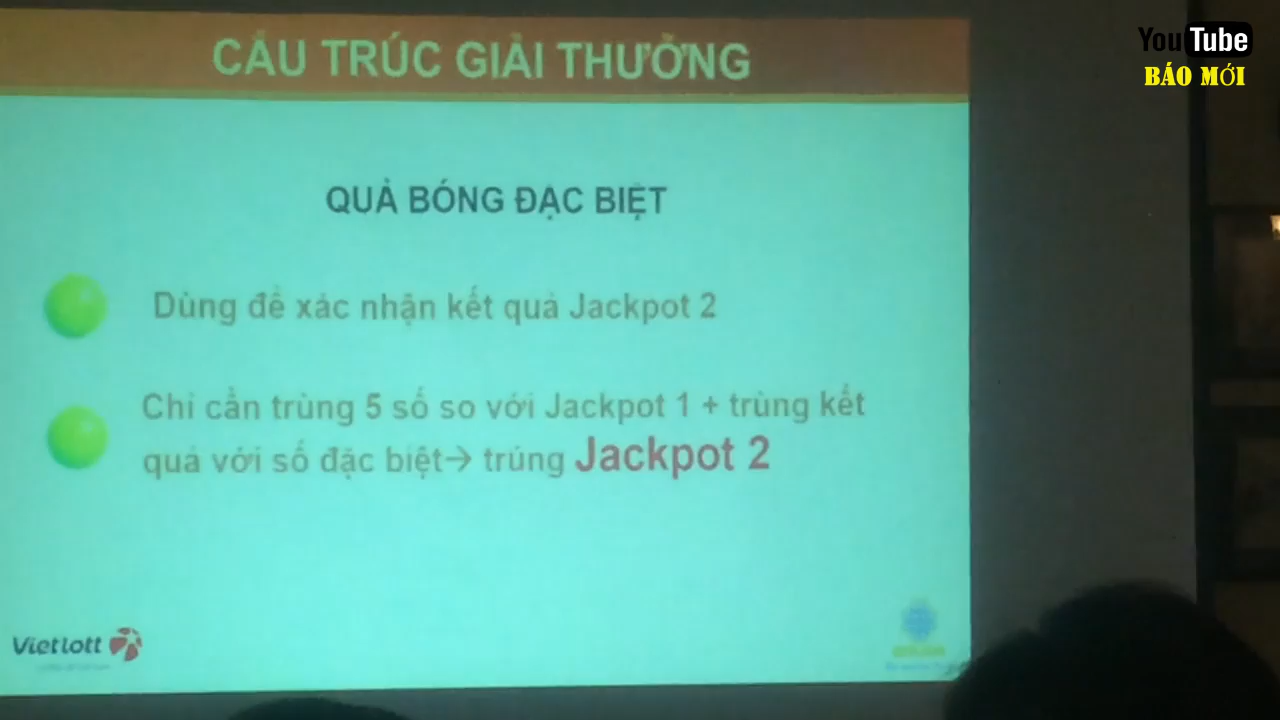 YouTube
BÁO MỚI
CẤU TRÚC GIẢI THƯỞNG
QUẢ BÓNG ĐẶC BIỆT
Dùng để xác nhận kết quả Jackpot 2
Chỉ cần trùng 5 số so với Jackpot 1 + trùng kết
quả với số đặc biệt→ trúng Jackpot 2
Vietlott